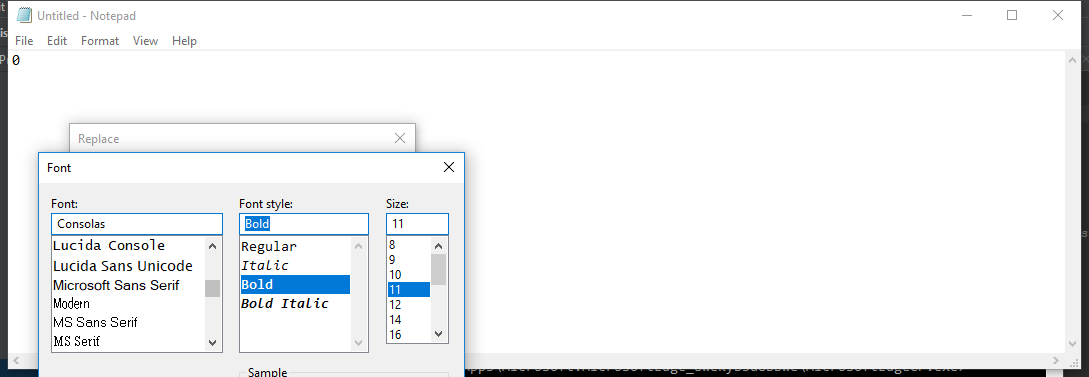 Untitled - Notepad
File Edit Format View Help
0
Replace
Font
Font: Font style: Size:
Consolas Bold 11
Lucida Console Regular 8
Lucida Sans Unicode Italic 9
Microsoft Sans Serif Bold 10
Modern Bold Italic 11
MS Sans Serif 12
MS Serif 14
16
Sample